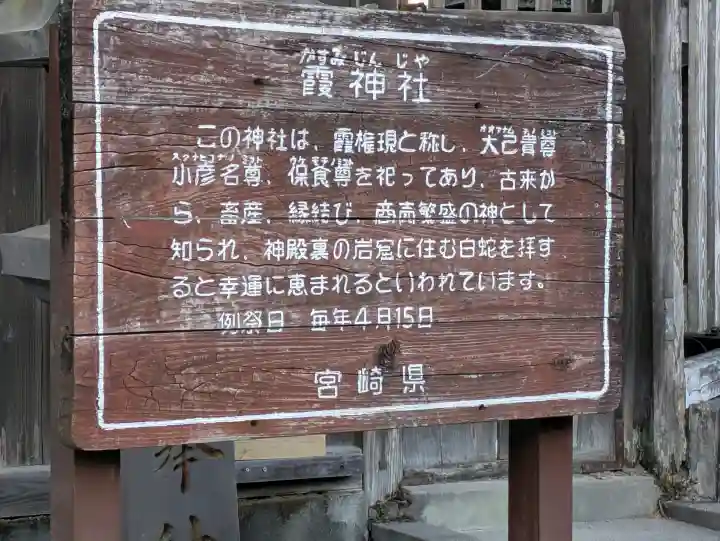 かすみじんじゃ
霞神社
この神社は、霞権現と称し、大己貴尊
小彦名尊、保食尊を祀ってあり、古来か
ら、畜産、縁結び、商売繁盛の神として
知られ、神殿裏の岩窟に住む白蛇を拝す
ると幸運に恵まれるといわれています。
例祭日 毎年4月15日
宮崎県
奉